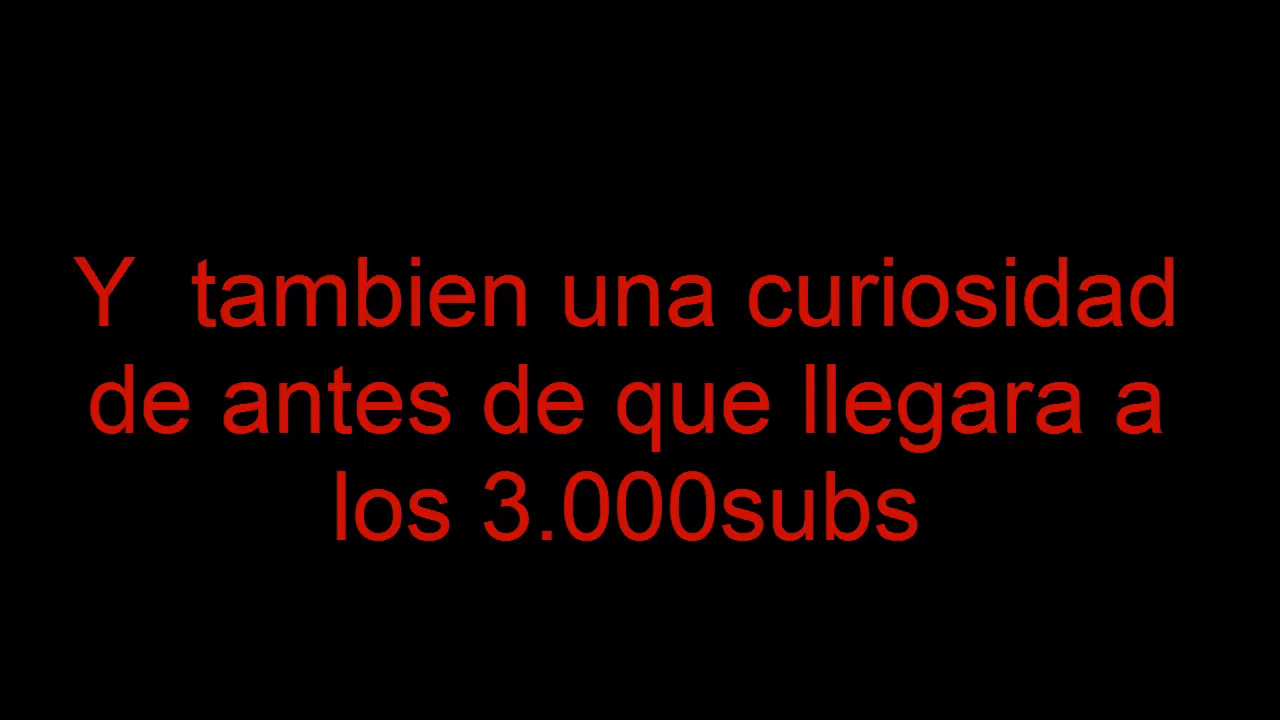 Y  tambien una curiosidad
de antes de que llegara a
los 3.000subs